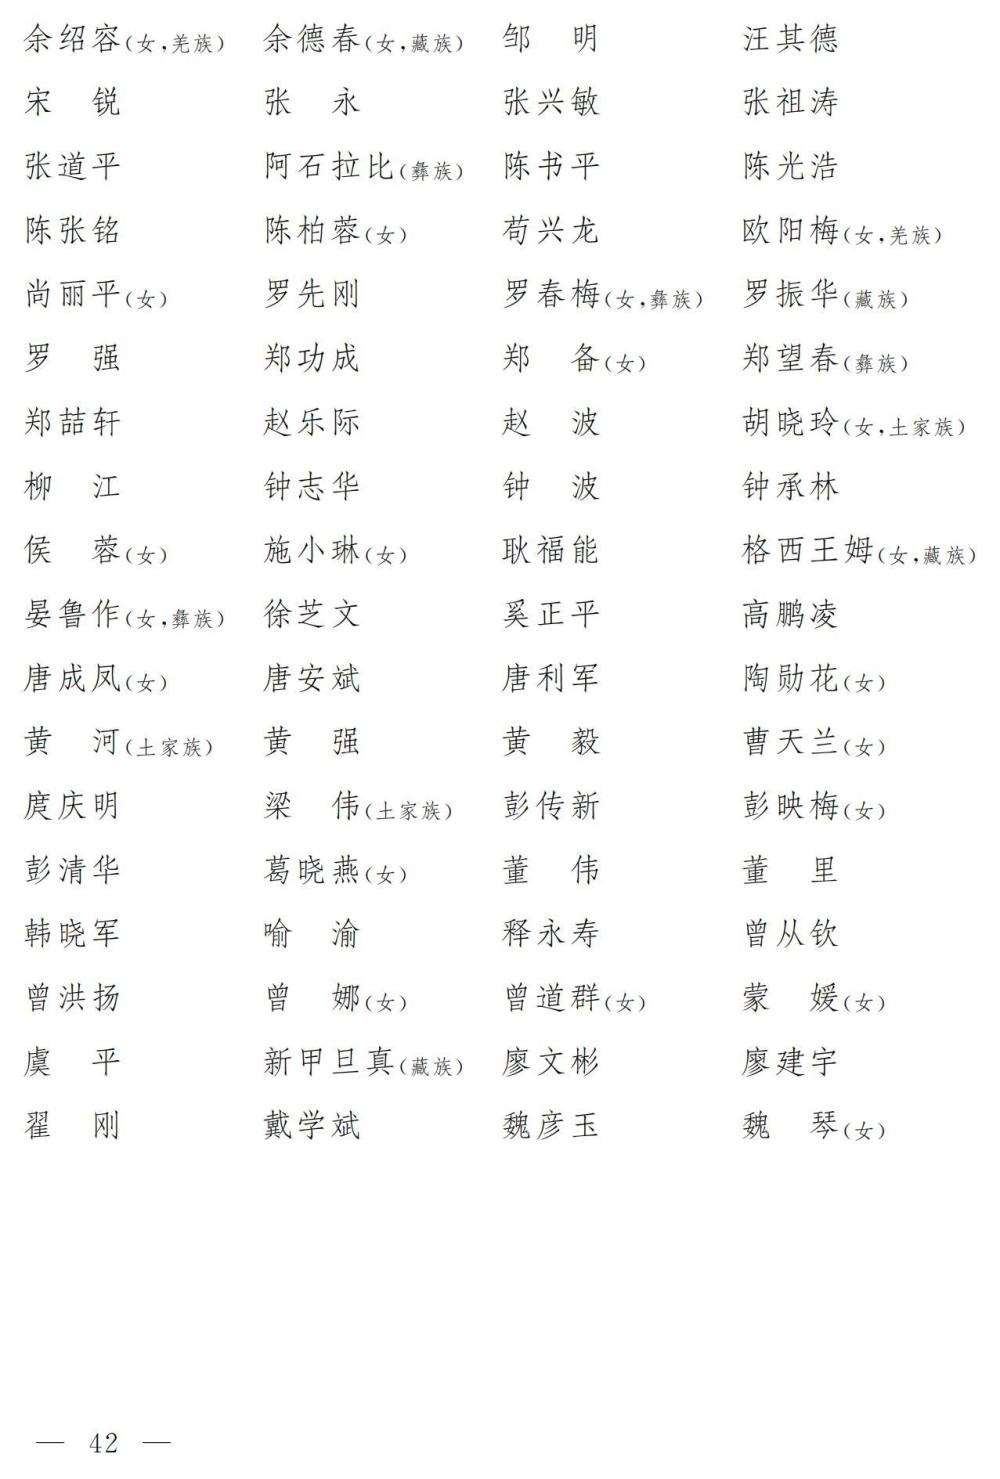 余绍容(女,羌族) 余德春(女,藏族) 邹　明 汪其德
宋　锐 张　永 张兴敏 张祖涛
张道平 阿石拉比(彝族) 陈书平 陈光浩
陈张铭 陈柏蓉(女) 苟兴龙 欧阳梅(女,羌族)
尚丽平(女) 罗先刚 罗春梅(女,彝族) 罗振华(藏族)
罗　强 郑功成 郑　备(女) 郑望春(彝族)
郑喆轩 赵乐际 赵　波 胡晓玲(女,土家族)
柳　江 钟志华 钟　波 钟承林
侯　蓉(女) 施小琳(女) 耿福能 格西王姆(女,藏族)
晏鲁作(女,彝族) 徐芝文 奚正平 高鹏凌
唐成凤(女) 唐安斌 唐利军 陶勋花(女)
黄　河(土家族) 黄　强 黄　毅 曹天兰(女)
庹庆明 梁　伟(土家族) 彭传新 彭映梅(女)
彭清华 葛晓燕(女) 董　伟 董　里
韩晓军 喻　渝 释永寿 曾从钦
曾洪扬 曾　娜(女) 曾道群(女) 蒙　媛(女)
虞　平 新甲旦真(藏族) 廖文彬 廖建宇
翟　刚 戴学斌 魏彦玉 魏　琴(女)
— 42 —